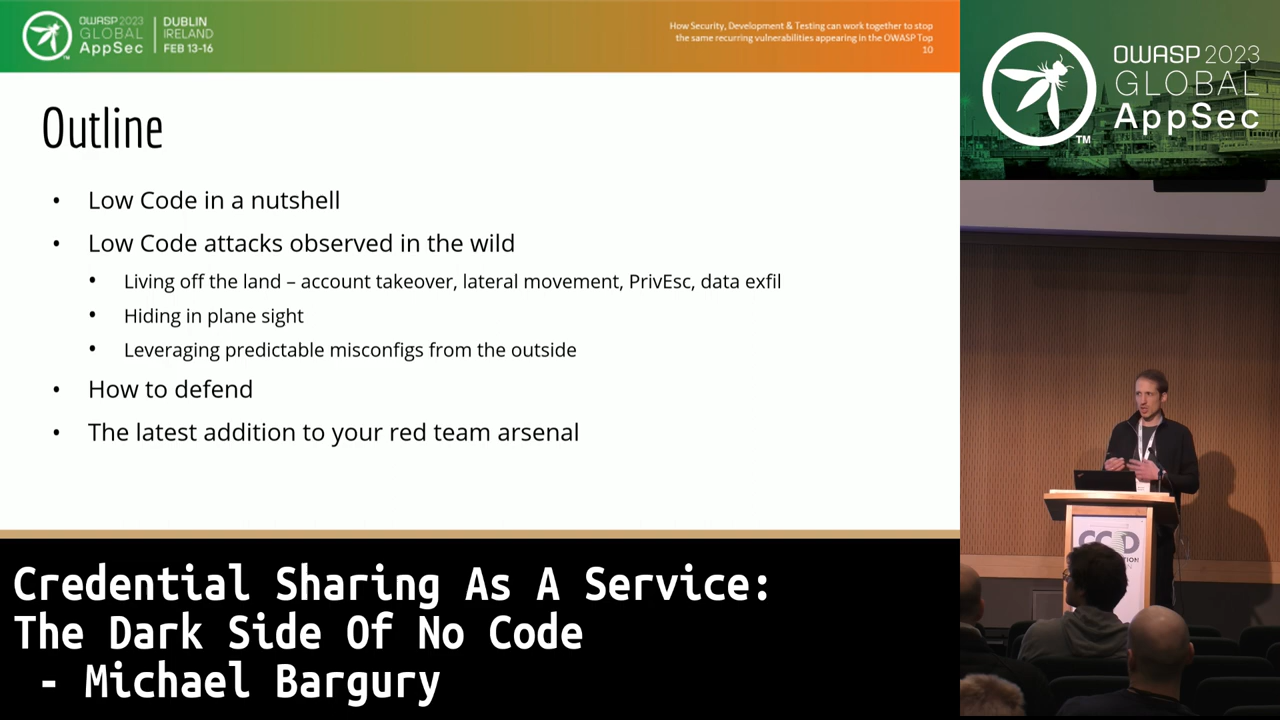 OWASP 2023
GLOBAL
AppSec
TM
DUBLIN
IRELAND
FEB 13-16
How Security, Development & Testing can work together to stop
the same recurring vulnerabilities appearing in the OWASP Top
10
Outline
• Low Code in a nutshell
• Low Code attacks observed in the wild
• Living off the land – account takeover, lateral movement, PrivEsc, data exfil
• Hiding in plane sight
• Leveraging predictable misconfigs from the outside
• How to defend
• The latest addition to your red team arsenal
Credential Sharing As A Service:
The Dark Side Of No Code
- Michael Bargury
OWASP 2023
GLOBAL
AppSec
TM